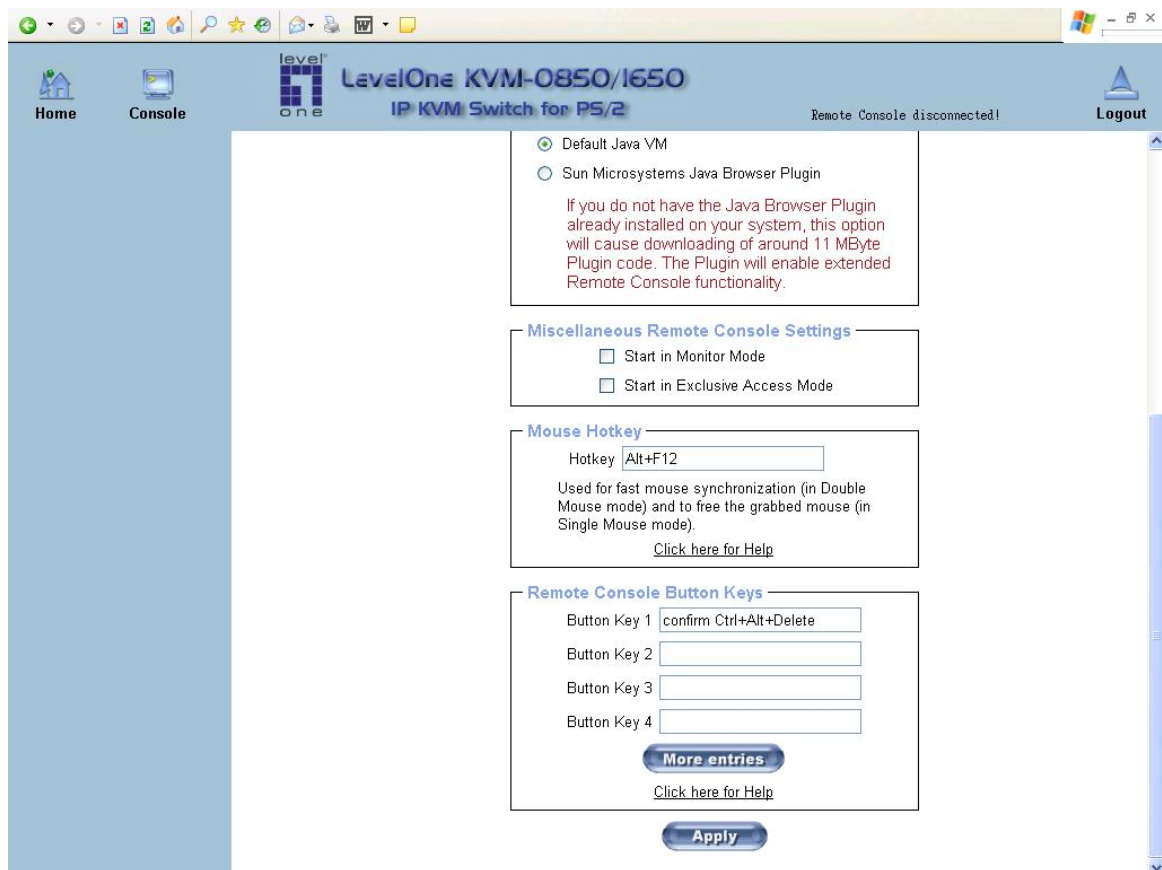 Home
Console
level
one
LevelOne KVM-0850/1650
IP KVM Switch for PS/2
Remote Console disconnected!
Logout
Default Java VM
Sun Microsystems Java Browser Plugin
If you do not have the Java Browser Plugin
already installed on your system, this option
will cause downloading of around 11 MByte
Plugin code. The Plugin will enable extended
Remote Console functionality.
Miscellaneous Remote Console Settings
Start in Monitor Mode
Start in Exclusive Access Mode
Mouse Hotkey
Hotkey Alt+F12
Used for fast mouse synchronization (in Double
Mouse mode) and to free the grabbed mouse (in
Single Mouse mode).
Click here for Help
Remote Console Button Keys
Button Key 1 confirm Ctrl+Alt+Delete
Button Key 2
Button Key 3
Button Key 4
More entries
Click here for Help
Apply